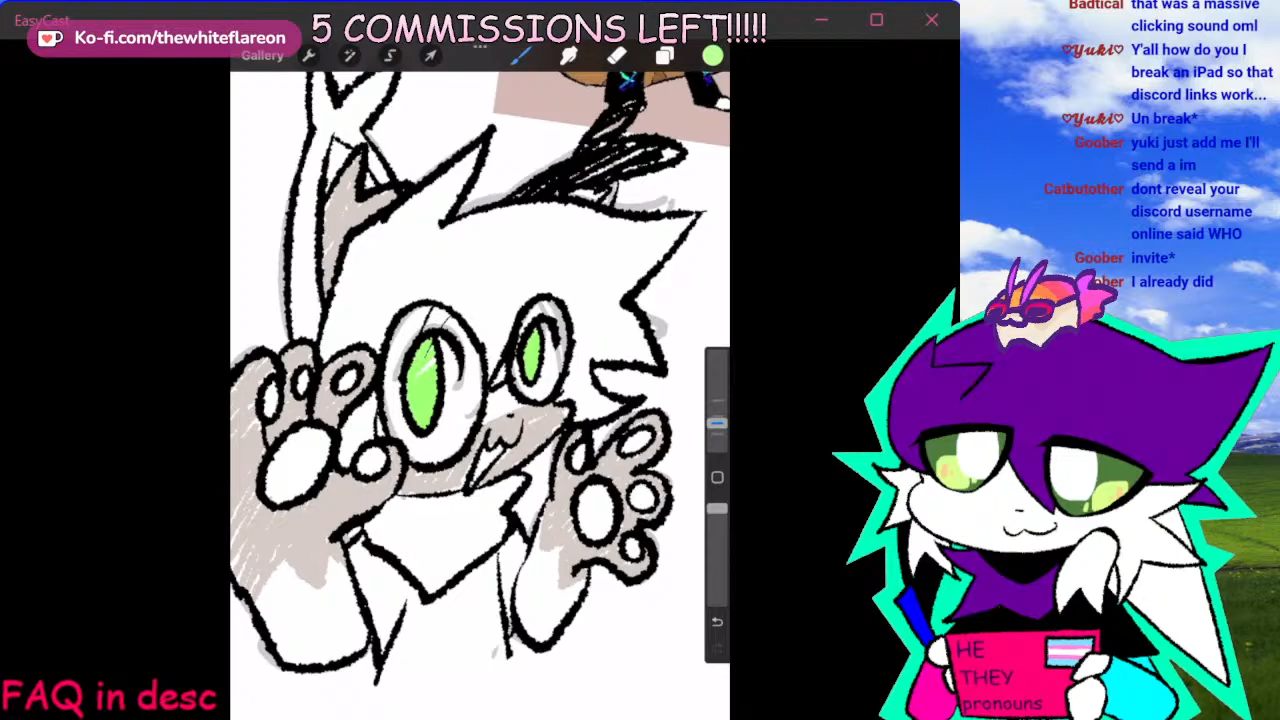 EasyCast
Ko-fi.com/thewhiteflareon
5 COMMISSIONS LEFT!!!!!
Gallery
Badtical that was a massive
clicking sound oml
♡𝓨𝓾𝓴𝓲♡ Y'all how do you I
break an iPad so that
discord links work...
♡𝓨𝓾𝓴𝓲♡ Un break*
Goober yuki just add me I'll
send a im
Catbutother dont reveal your
discord username
online said WHO
Goober invite*
ober I already did
HE
THEY
pronouns
FAQ in desc